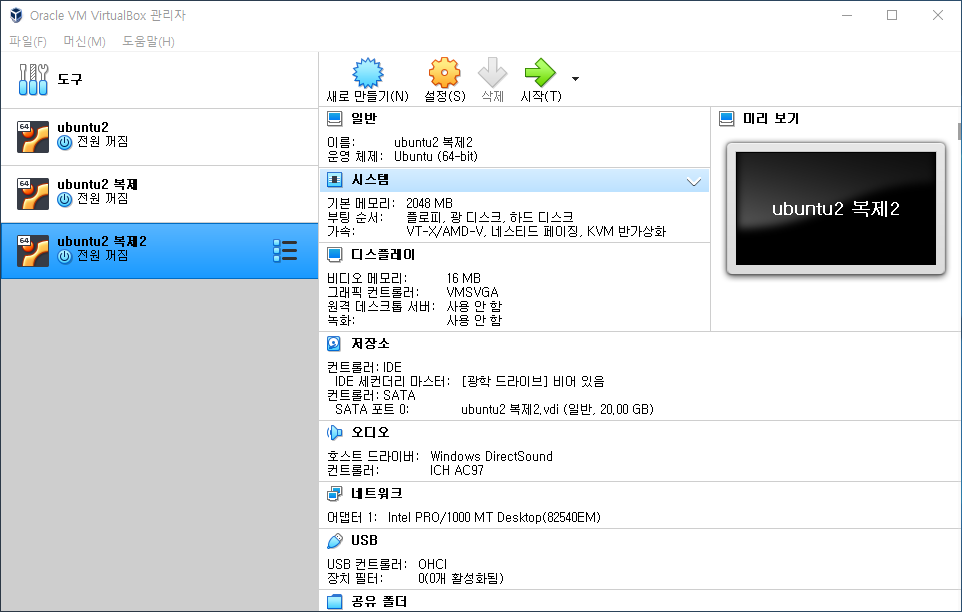 Oracle VM VirtualBox 관리자
파일(F) 머신(M) 도움말(H)
도구
새로 만들기(N) 설정(S) 삭제 시작(T)
64
ubuntu2
전원 꺼짐
64
ubuntu2 복제
전원 꺼짐
64
ubuntu2 복제2
전원 꺼짐
일반
이름: ubuntu2 복제2
운영 체제: Ubuntu (64-bit)
시스템
기본 메모리: 2048 MB
부팅 순서: 플로피, 광 디스크, 하드 디스크
가속: VT-X/AMD-V, 네스티드 페이징, KVM 반가상화
디스플레이
비디오 메모리: 16 MB
그래픽 컨트롤러: VMSVGA
원격 데스크톱 서버: 사용 안 함
녹화: 사용 안 함
미리 보기
ubuntu2 복제2
저장소
컨트롤러: IDE
IDE 세컨더리 마스터: [광학 드라이브] 비어 있음
컨트롤러: SATA
SATA 포트 0: ubuntu2 복제2.vdi (일반, 20.00 GB)
오디오
호스트 드라이버: Windows DirectSound
컨트롤러: ICH AC97
네트워크
어댑터 1: Intel PRO/1000 MT Desktop(82540EM)
USB
USB 컨트롤러: OHCI
장치 필터: 0(0개 활성화됨)
공유 폴더